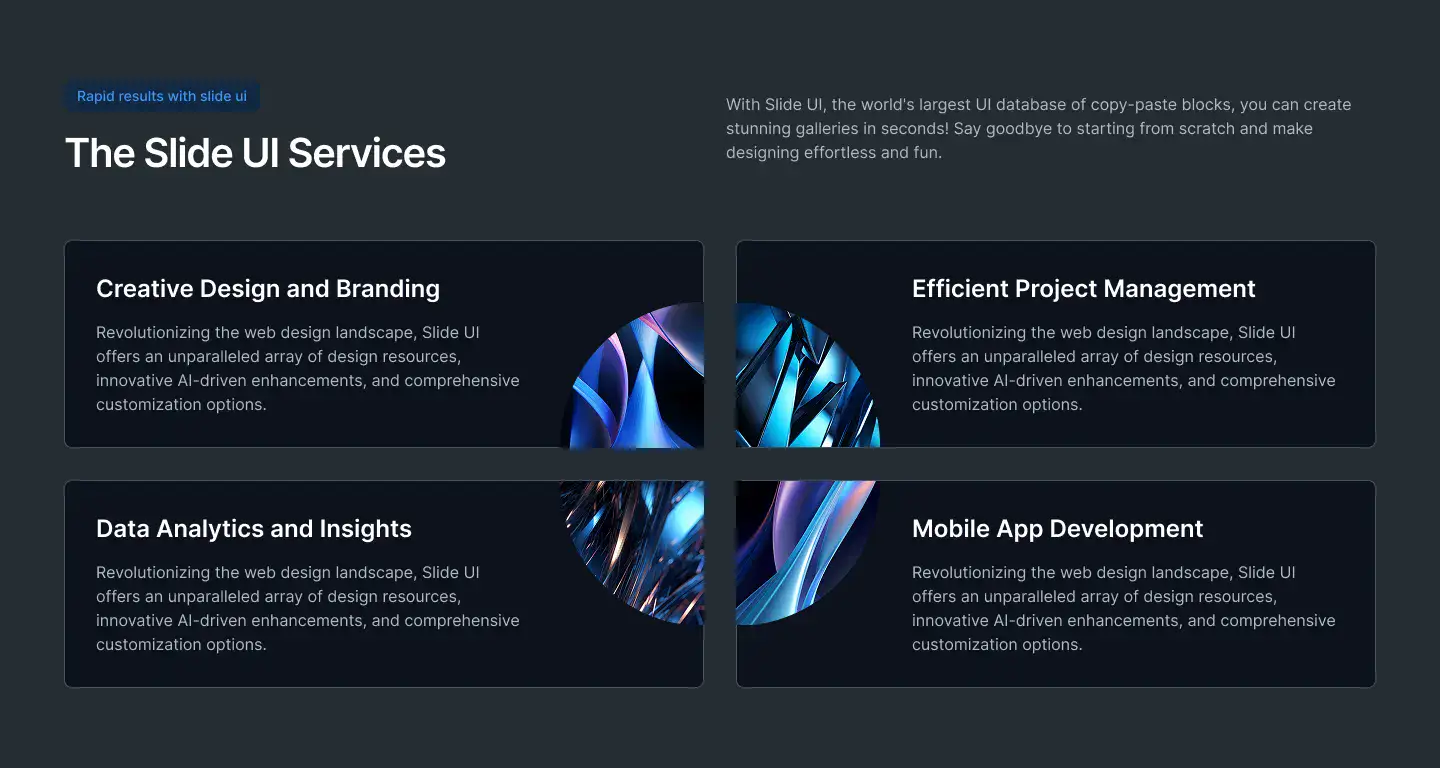 Rapid results with slide ui
The Slide UI Services
With Slide UI, the world's largest UI database of copy-paste blocks, you can create
stunning galleries in seconds! Say goodbye to starting from scratch and make
designing effortless and fun.
Creative Design and Branding
Revolutionizing the web design landscape, Slide UI
offers an unparalleled array of design resources,
innovative AI-driven enhancements, and comprehensive
customization options.
Efficient Project Management
Revolutionizing the web design landscape, Slide UI
offers an unparalleled array of design resources,
innovative AI-driven enhancements, and comprehensive
customization options.
Data Analytics and Insights
Revolutionizing the web design landscape, Slide UI
offers an unparalleled array of design resources,
innovative AI-driven enhancements, and comprehensive
customization options.
Mobile App Development
Revolutionizing the web design landscape, Slide UI
offers an unparalleled array of design resources,
innovative AI-driven enhancements, and comprehensive
customization options.